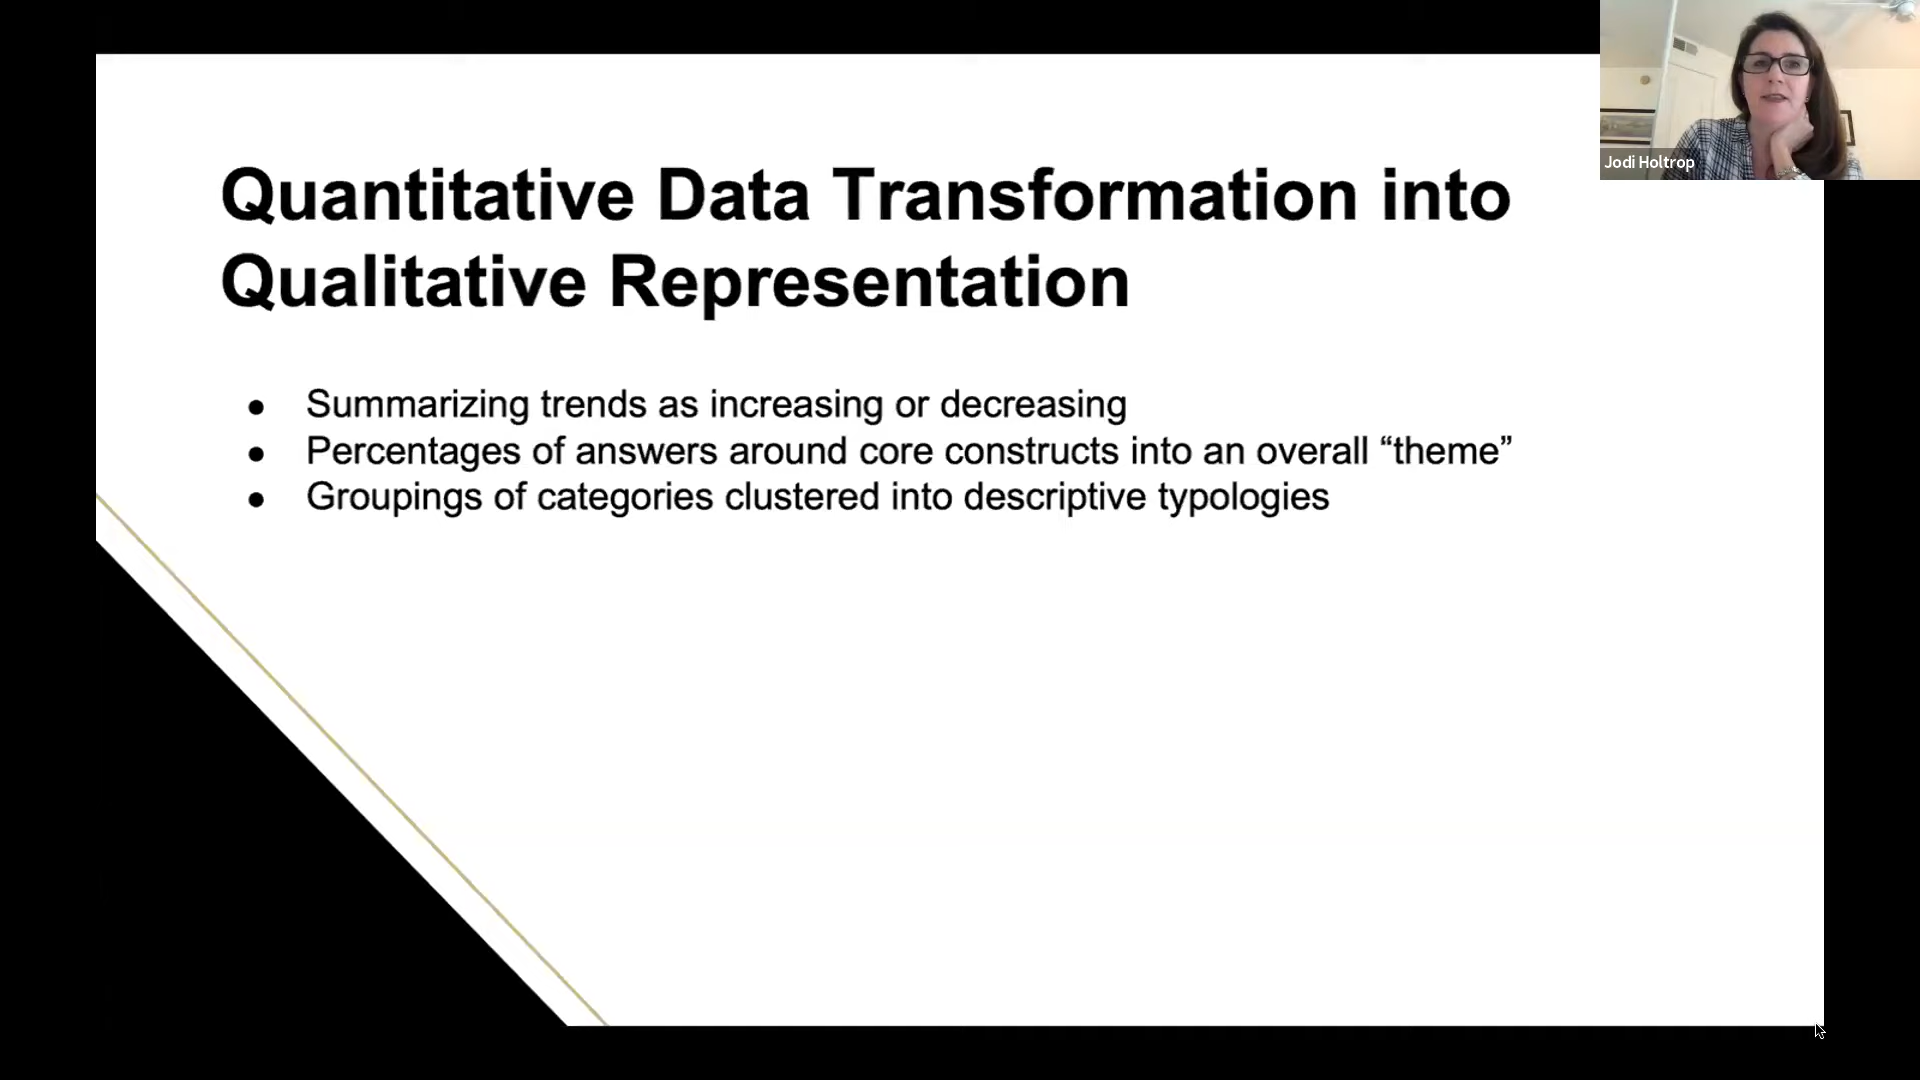 Quantitative Data Transformation into
Qualitative Representation
● Summarizing trends as increasing or decreasing
● Percentages of answers around core constructs into an overall “theme”
● Groupings of categories clustered into descriptive typologies
Jodi Holtrop